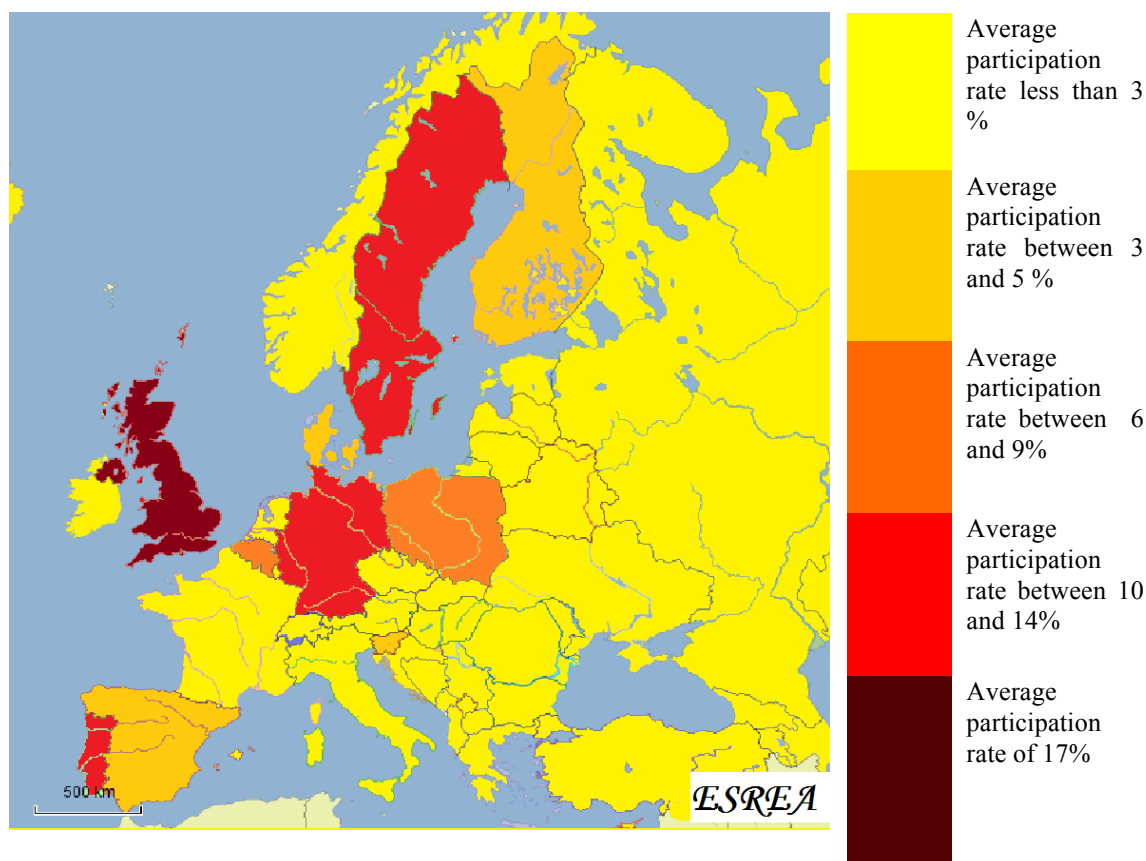 Average
participation
rate less than 3
%
Average
participation
rate between 3
and 5 %
Average
participation
rate between 6
and 9%
Average
participation
rate between 10
and 14%
Average
participation
rate of 17%
500 km
ESREA